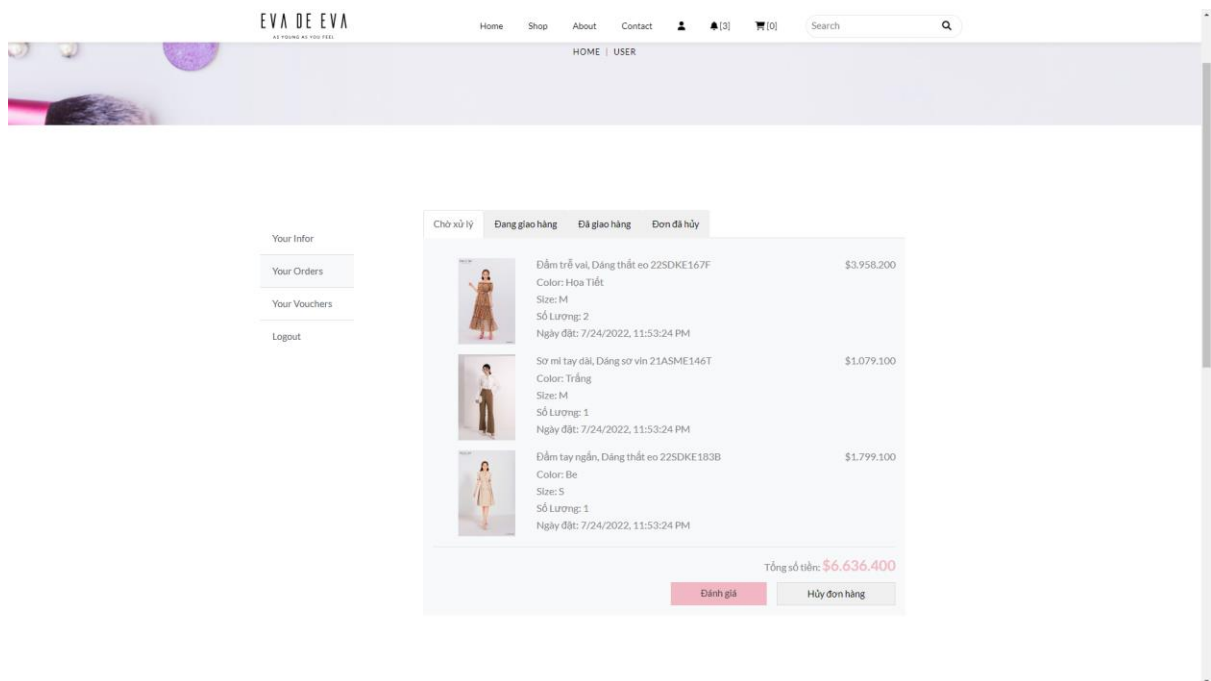 EVA DE EVA
AS YOUNG AS YOU FEEL
Home Shop About Contact [3] [0] Search
HOME | USER
Your Infor
Your Orders
Your Vouchers
Logout
Chờ xử lý Đang giao hàng Đã giao hàng Đơn đã hủy
Đầm trễ vai, Dáng thắt eo 22SDKE167F $3.958.200
Color: Họa Tiết
Size: M
Số Lượng: 2
Ngày đặt: 7/24/2022, 11:53:24 PM
Sơ mi tay dài, Dáng sơ vin 21ASME146T $1.079.100
Color: Trắng
Size: M
Số Lượng: 1
Ngày đặt: 7/24/2022, 11:53:24 PM
Đầm tay ngắn, Dáng thắt eo 22SDKE183B $1.799.100
Color: Be
Size: S
Số Lượng: 1
Ngày đặt: 7/24/2022, 11:53:24 PM
Tổng số tiền: $6.636.400
Đánh giá Hủy đơn hàng